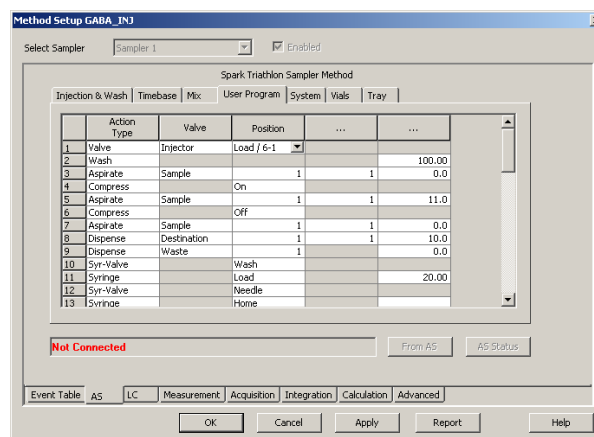 Method Setup GABA_INJ
Select Sampler Sampler 1 Enabled
Spark Triathlon Sampler Method
Injection & Wash Timebase Mix User Program System Vials Tray
Action Type Valve Position ... ...
1 Valve Injector Load / 6-1
2 Wash 100.00
3 Aspirate Sample 1 1 0.0
4 Compress On
5 Aspirate Sample 1 1 11.0
6 Compress Off
7 Aspirate Sample 1 1 0.0
8 Dispense Destination 1 1 10.0
9 Dispense Waste 1 0.0
10 Syr-Valve Wash
11 Syringe Load 20.00
12 Syr-Valve Needle
13 Syringe Home
Not Connected From AS AS Status
Event Table AS LC Measurement Acquisition Integration Calculation Advanced
OK Cancel Apply Report Help